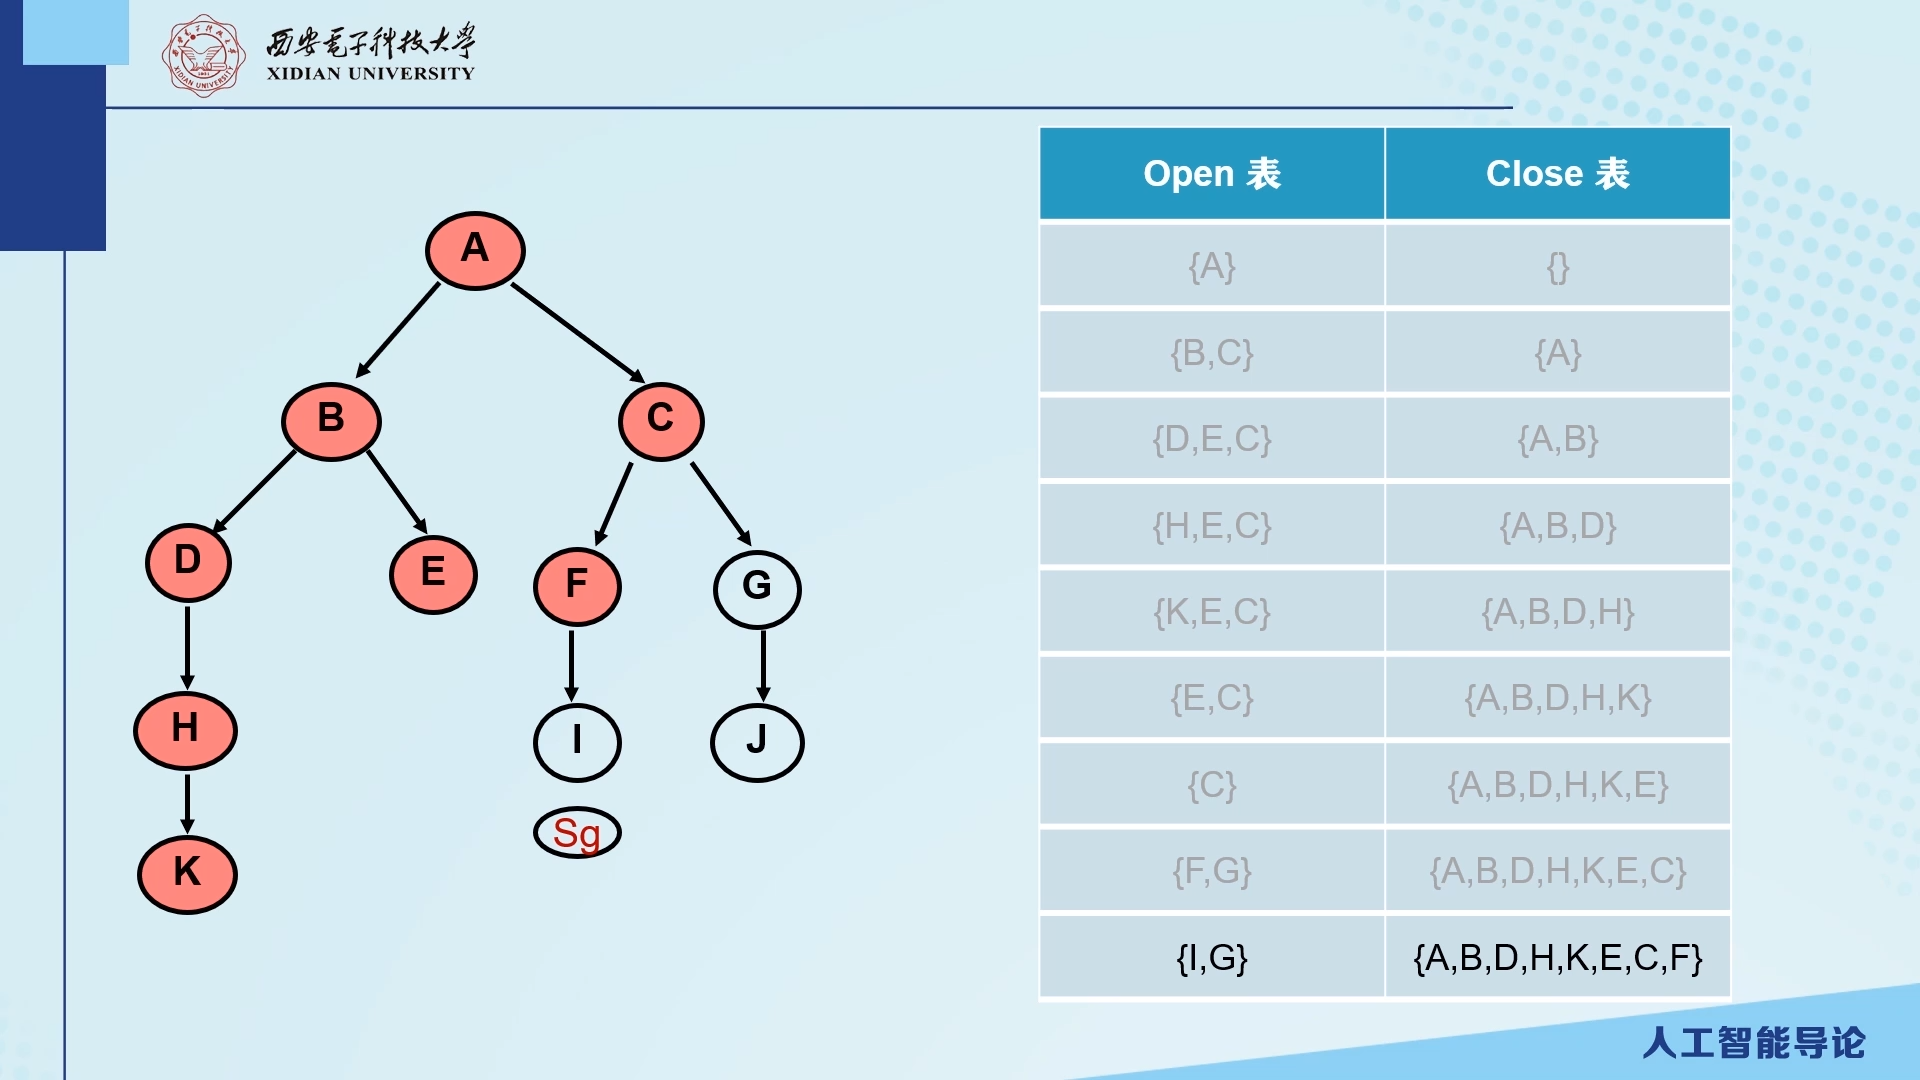 西安电子科技大学
XIDIAN UNIVERSITY
A
B
C
D
E
F
G
H
I
J
Sg
K
Open 表 Close 表
{A} {}
{B,C} {A}
{D,E,C} {A,B}
{H,E,C} {A,B,D}
{K,E,C} {A,B,D,H}
{E,C} {A,B,D,H,K}
{C} {A,B,D,H,K,E}
{F,G} {A,B,D,H,K,E,C}
{I,G} {A,B,D,H,K,E,C,F}
人工智能导论